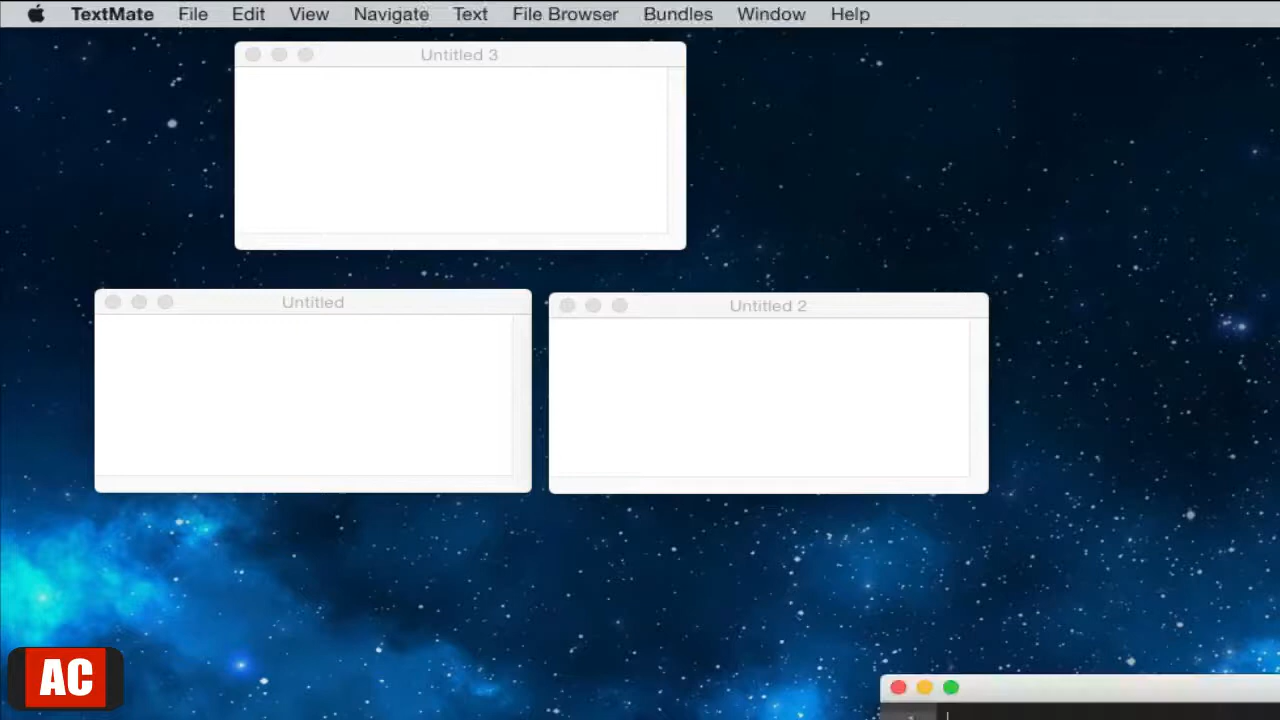 TextMate File Edit View Navigate Text File Browser Bundles Window Help
Untitled 3
Untitled
Untitled 2
AC